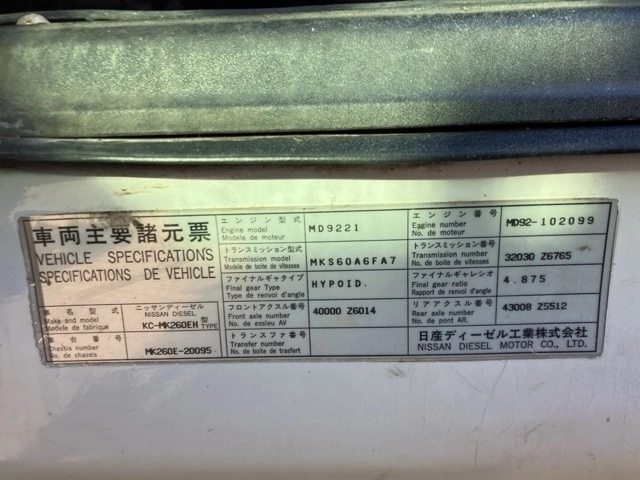 車両主要諸元票
VEHICLE SPECIFICATIONS
SPECIFICATIONS DE VEHICLE
車名型式
Make and model
Modele de fabrique
ニッサンディーゼル
NISSAN DIESEL
KC-MK260EH 型 TYPE
車台番号
Chassis number
No. de chassis
MK260E-20095
エンジン型式
Engine model
Modele de moteur
MD9221
トランスミッション型式
Transmission model
Modele de boite de vitesses
MKS60A6FA7
ファイナルギヤタイプ
Final gear Type
Type de renvoi d'angle
HYPOID.
フロントアクスル番号
Front axle number
No. de essieu AV
40000 Z6014
トランスファ番号
Transfer number
No. de boite de trasfert
エンジン番号
Eagine number
No. de moteur
MD92-102099
トランスミッション番号
Transmission number
No. de boite de vitesses
32030 Z6765
ファイナルギヤレシオ
Final gear ratio
Rapport de renvoi d'angle
4.875
リアアクスル番号
Rear axle number
No. de pont AR.
43008 Z5512
日産ディーゼル工業株式会社
NISSAN DIESEL MOTOR CO., LTD.